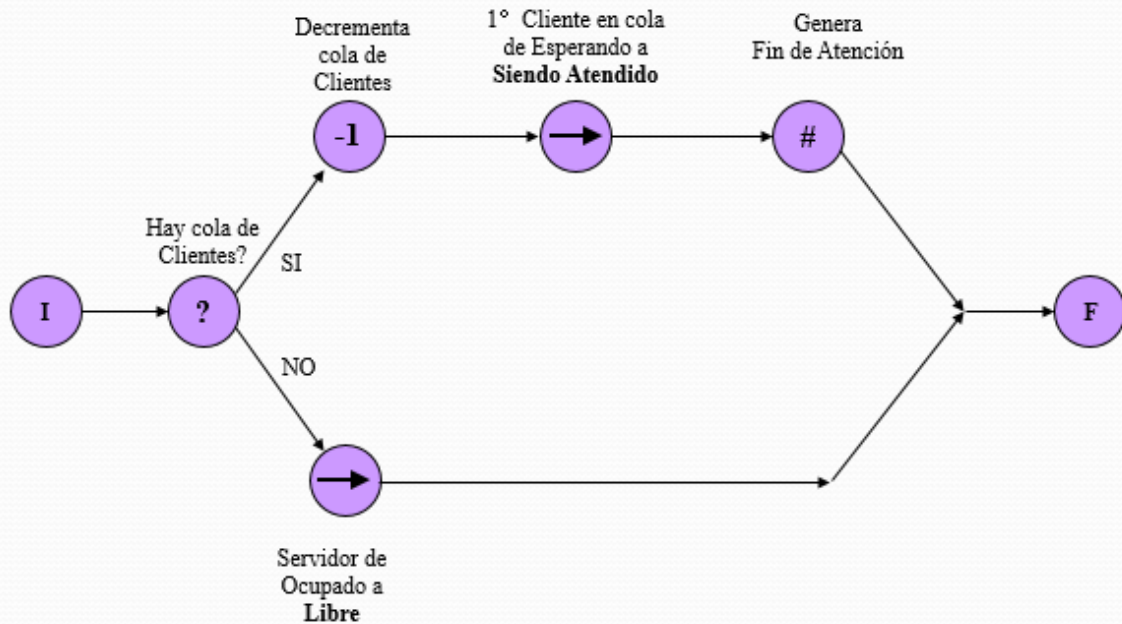 Decrementa
cola de
Clientes
1° Cliente en cola
de Esperando a
Siendo Atendido
Genera
Fin de Atención
-1
#
Hay cola de
Clientes?
SI
I
?
F
NO
Servidor de
Ocupado a
Libre